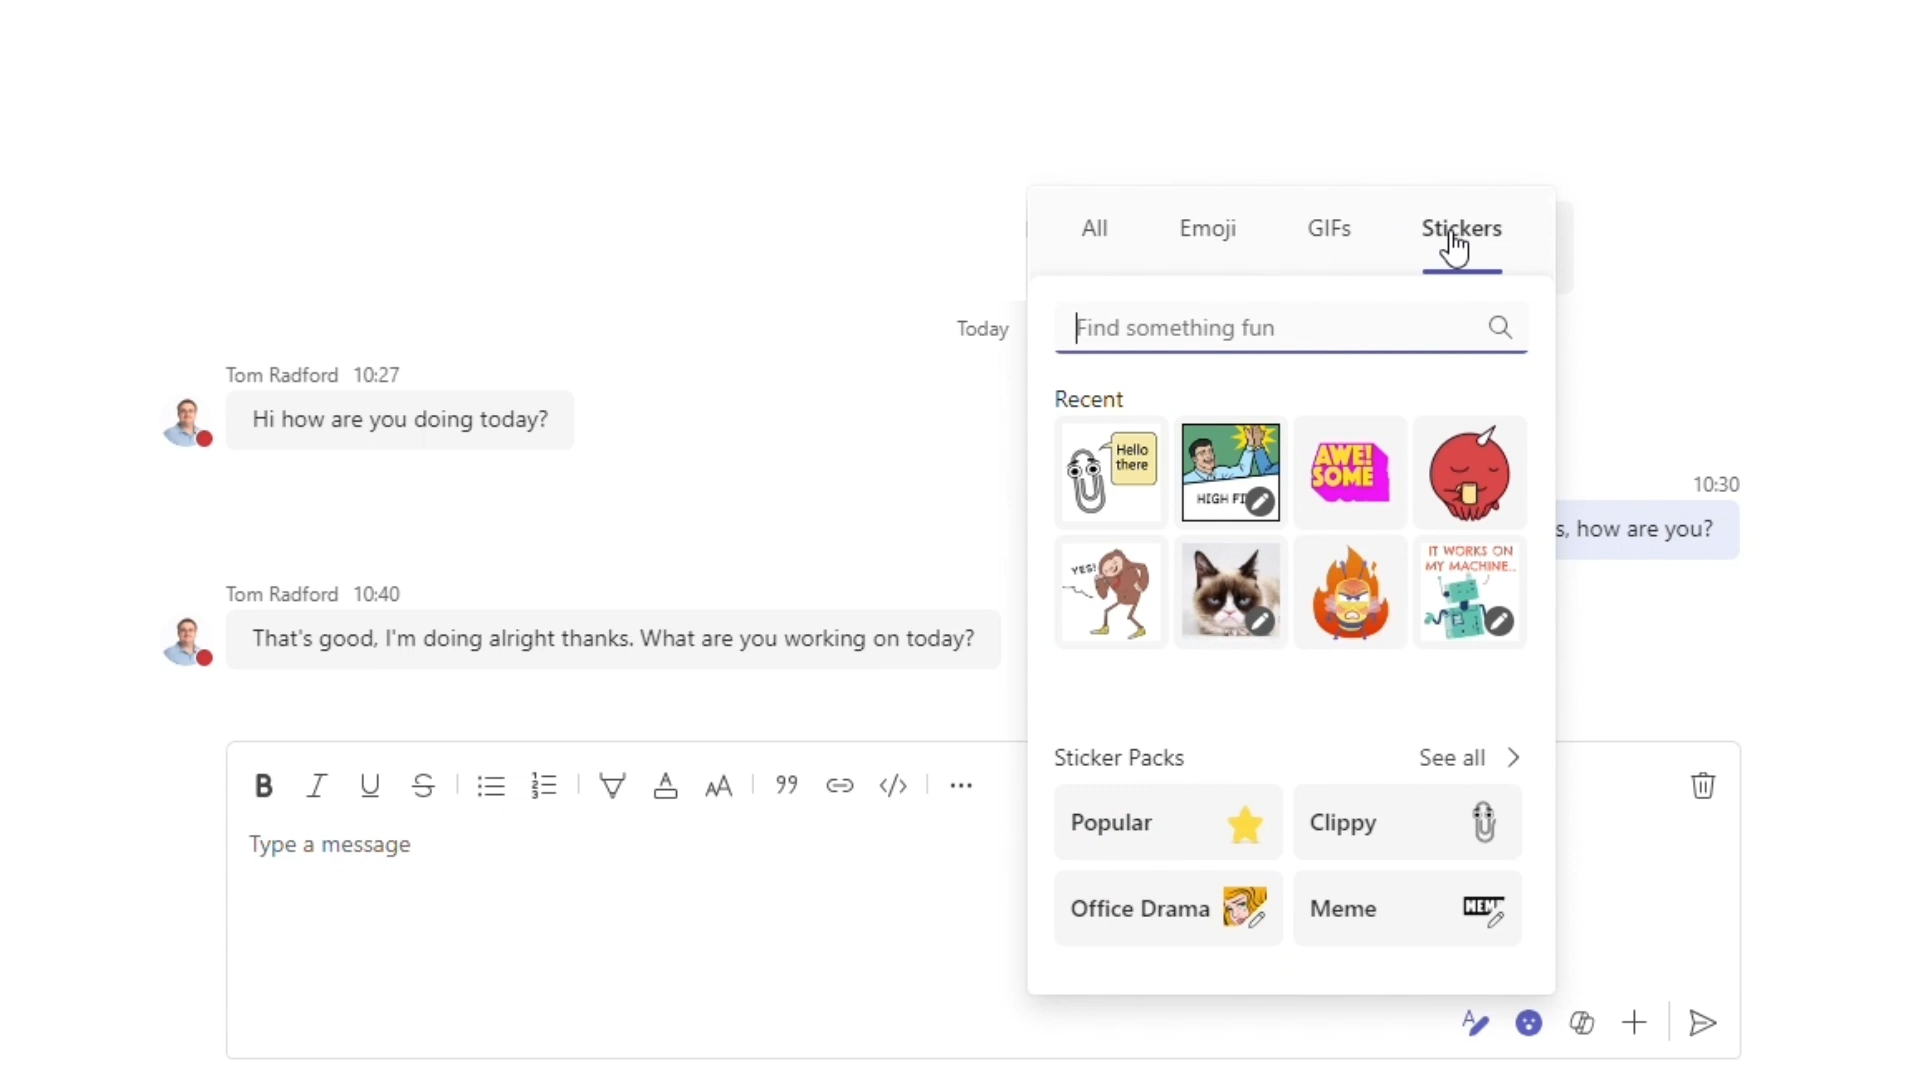 All Emoji GIFs Stickers
Find something fun
Today
Tom Radford 10:27
Hi how are you doing today?
Recent
Hello
there
HIGH
AWE!
SOME
10:30
how are you?
YES!
IT WORKS ON
MY MACHINE..
Tom Radford 10:40
That's good, I'm doing alright thanks. What are you working on today?
Sticker Packs See all
Popular Clippy
Office Drama Meme
MEME
Type a message